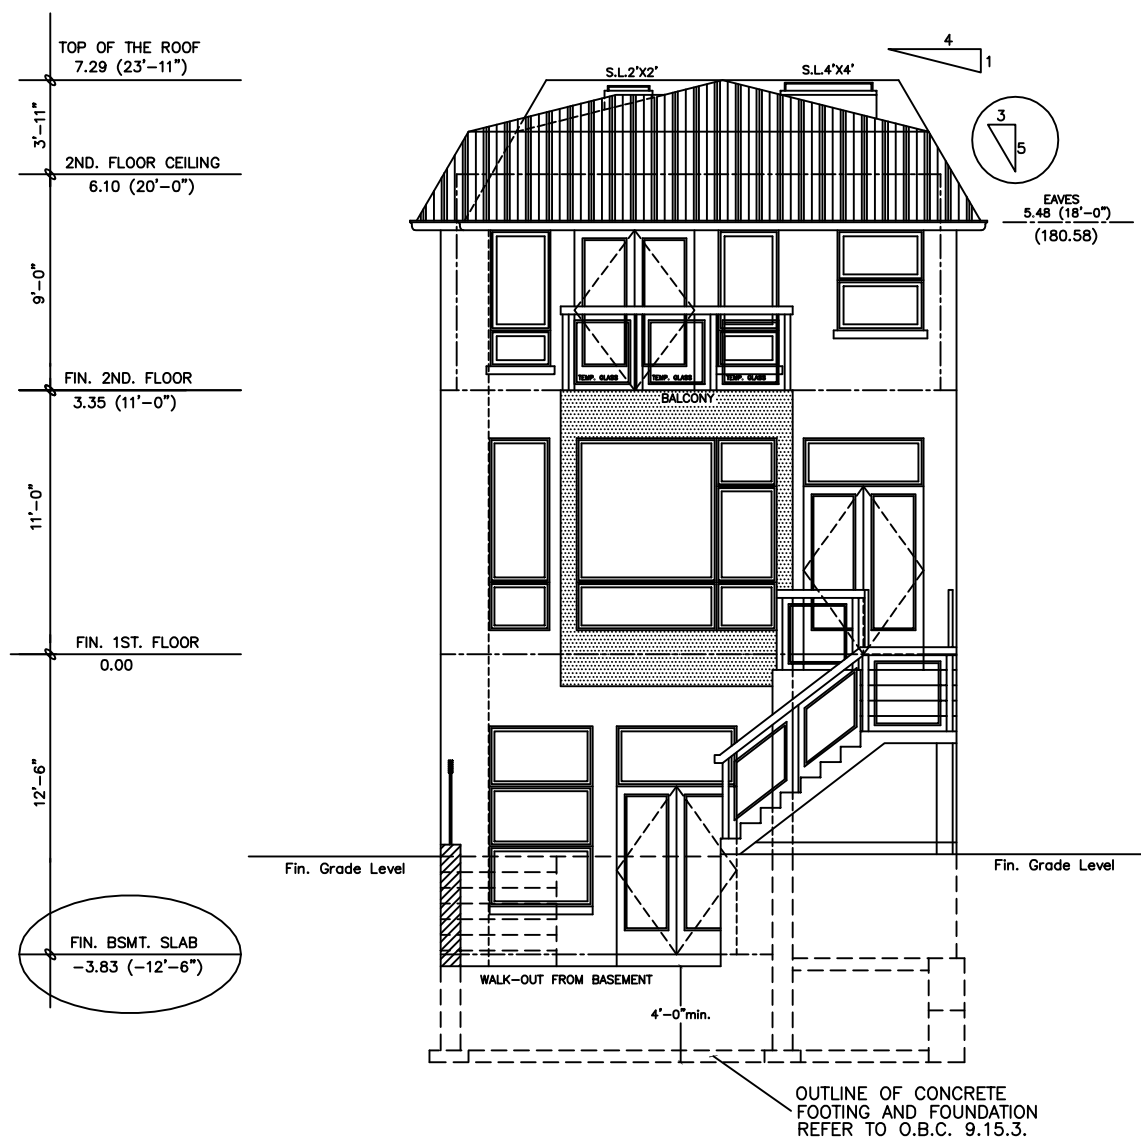 TOP OF THE ROOF
7.29 (23'-11")
3'-11"
2ND. FLOOR CEILING
6.10 (20'-0")
9'-0"
FIN. 2ND. FLOOR
3.35 (11'-0")
11'-0"
FIN. 1ST. FLOOR
0.00
12'-6"
FIN. BSMT. SLAB
-3.83 (-12'-6")
S.L.2'X2'
S.L.4'X4'
4
1
3
5
EAVES
5.48 (18'-0")
(180.58)
TEMP. GLASS
TEMP. GLASS
TEMP. GLASS
BALCONY
Fin. Grade Level
Fin. Grade Level
WALK-OUT FROM BASEMENT
4'-0"min.
OUTLINE OF CONCRETE
FOOTING AND FOUNDATION
REFER TO O.B.C. 9.15.3.